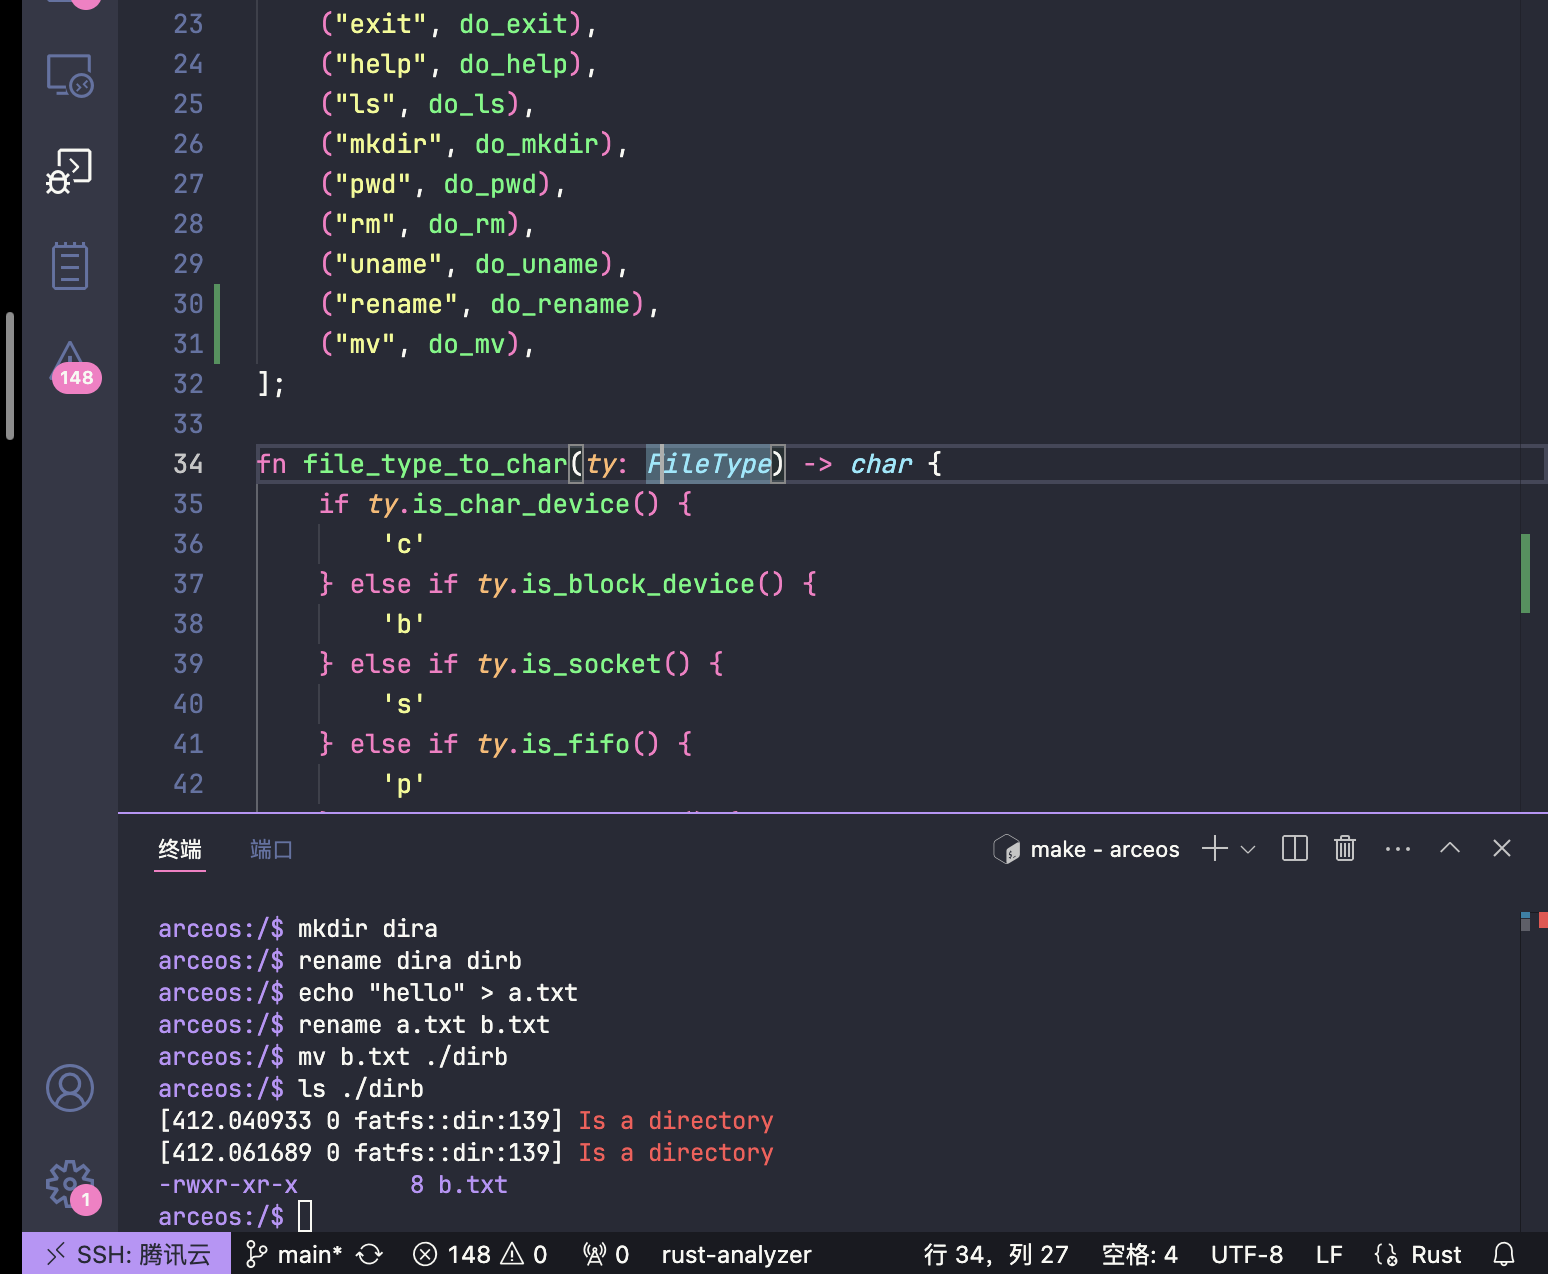 23 ("exit", do_exit),
24 ("help", do_help),
25 ("ls", do_ls),
26 ("mkdir", do_mkdir),
27 ("pwd", do_pwd),
28 ("rm", do_rm),
29 ("uname", do_uname),
30 ("rename", do_rename),
31 ("mv", do_mv),
32 ];
33
34 fn file_type_to_char(ty: FileType) -> char {
35 if ty.is_char_device() {
36 'c'
37 } else if ty.is_block_device() {
38 'b'
39 } else if ty.is_socket() {
40 's'
41 } else if ty.is_fifo() {
42 'p'
148
终端 端口 make - arceos
arceos:/$ mkdir dira
arceos:/$ rename dira dirb
arceos:/$ echo "hello" > a.txt
arceos:/$ rename a.txt b.txt
arceos:/$ mv b.txt ./dirb
arceos:/$ ls ./dirb
[412.040933 0 fatfs::dir:139] Is a directory
[412.061689 0 fatfs::dir:139] Is a directory
-rwxr-xr-x 8 b.txt
arceos:/$
1
SSH: 腾讯云 main* 148 0 0 rust-analyzer 行 34，列 27 空格: 4 UTF-8 LF Rust